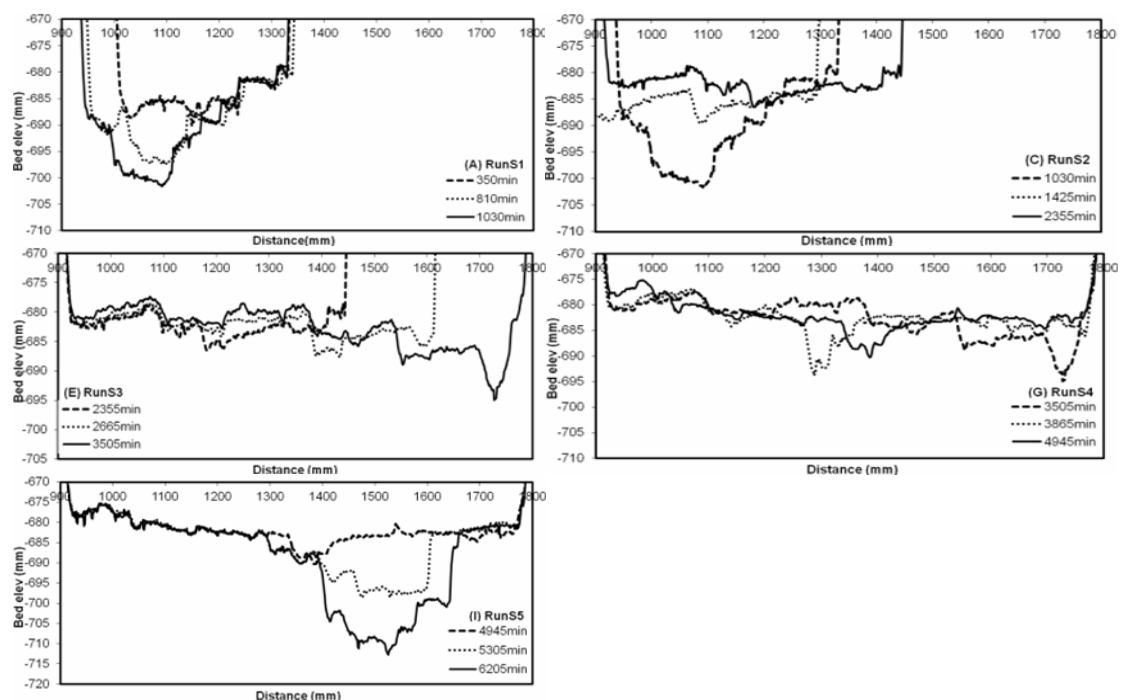 -670
900 1000 1100 1200 1300 1400 1500 1600 1700 1800
-675
-680
-685
-690
-695
-700
-705
-710
Bed elev (mm)
Distance(mm)
(A) RunS1
350min
810min
1030min
-670
900 1000 1100 1200 1300 1400 1500 1600 1700 1800
-675
-680
-685
-690
-695
-700
-705
-710
Bed elev (mm)
Distance (mm)
(C) RunS2
1030min
1425min
2355min
-670
900 1000 1100 1200 1300 1400 1500 1600 1700 1800
-675
-680
-685
-690
-695
-700
-705
Bed elev (mm)
Distance (mm)
(E) RunS3
2355min
2665min
3505min
-670
900 1000 1100 1200 1300 1400 1500 1600 1700 1800
-675
-680
-685
-690
-695
-700
-705
-710
Bed elev (mm)
Distance (mm)
(G) RunS4
3505min
3865min
4945min
-670
900 1000 1100 1200 1300 1400 1500 1600 1700 1800
-675
-680
-685
-690
-695
-700
-705
-710
-715
-720
Bed elev (mm)
Distance (mm)
(I) RunS5
4945min
5305min
6205min